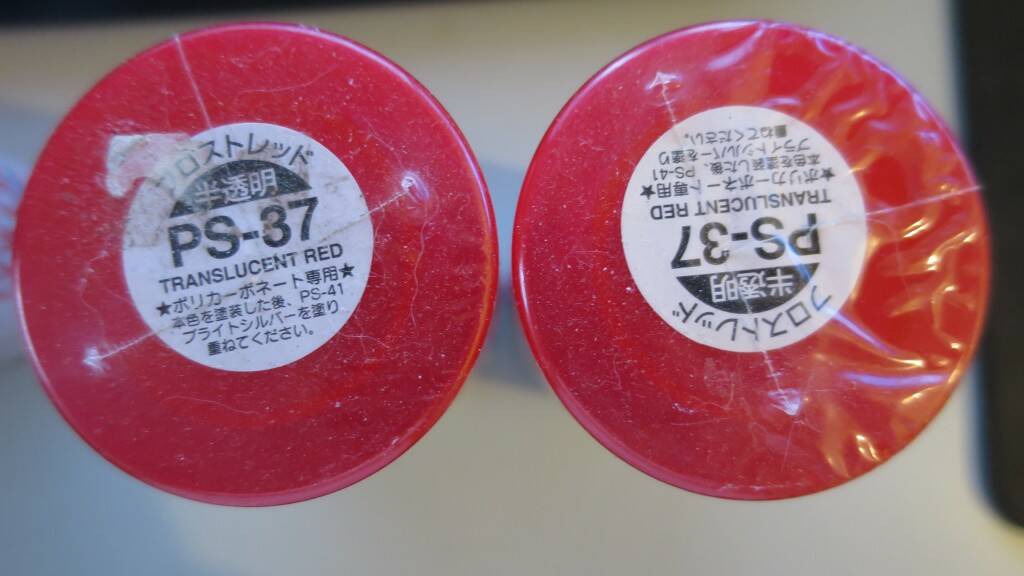 フロストレッド
半透明
PS-37
TRANSLUCENT RED
★ポリカーボネート専用★
本色を塗装した後、PS-41
ブライトシルバーを塗り
重ねてください。
フロストレッド
半透明
PS-37
TRANSLUCENT RED
★ポリカーボネート専用★
本色を塗装した後、PS-41
ブライトシルバーを塗り
重ねてください。